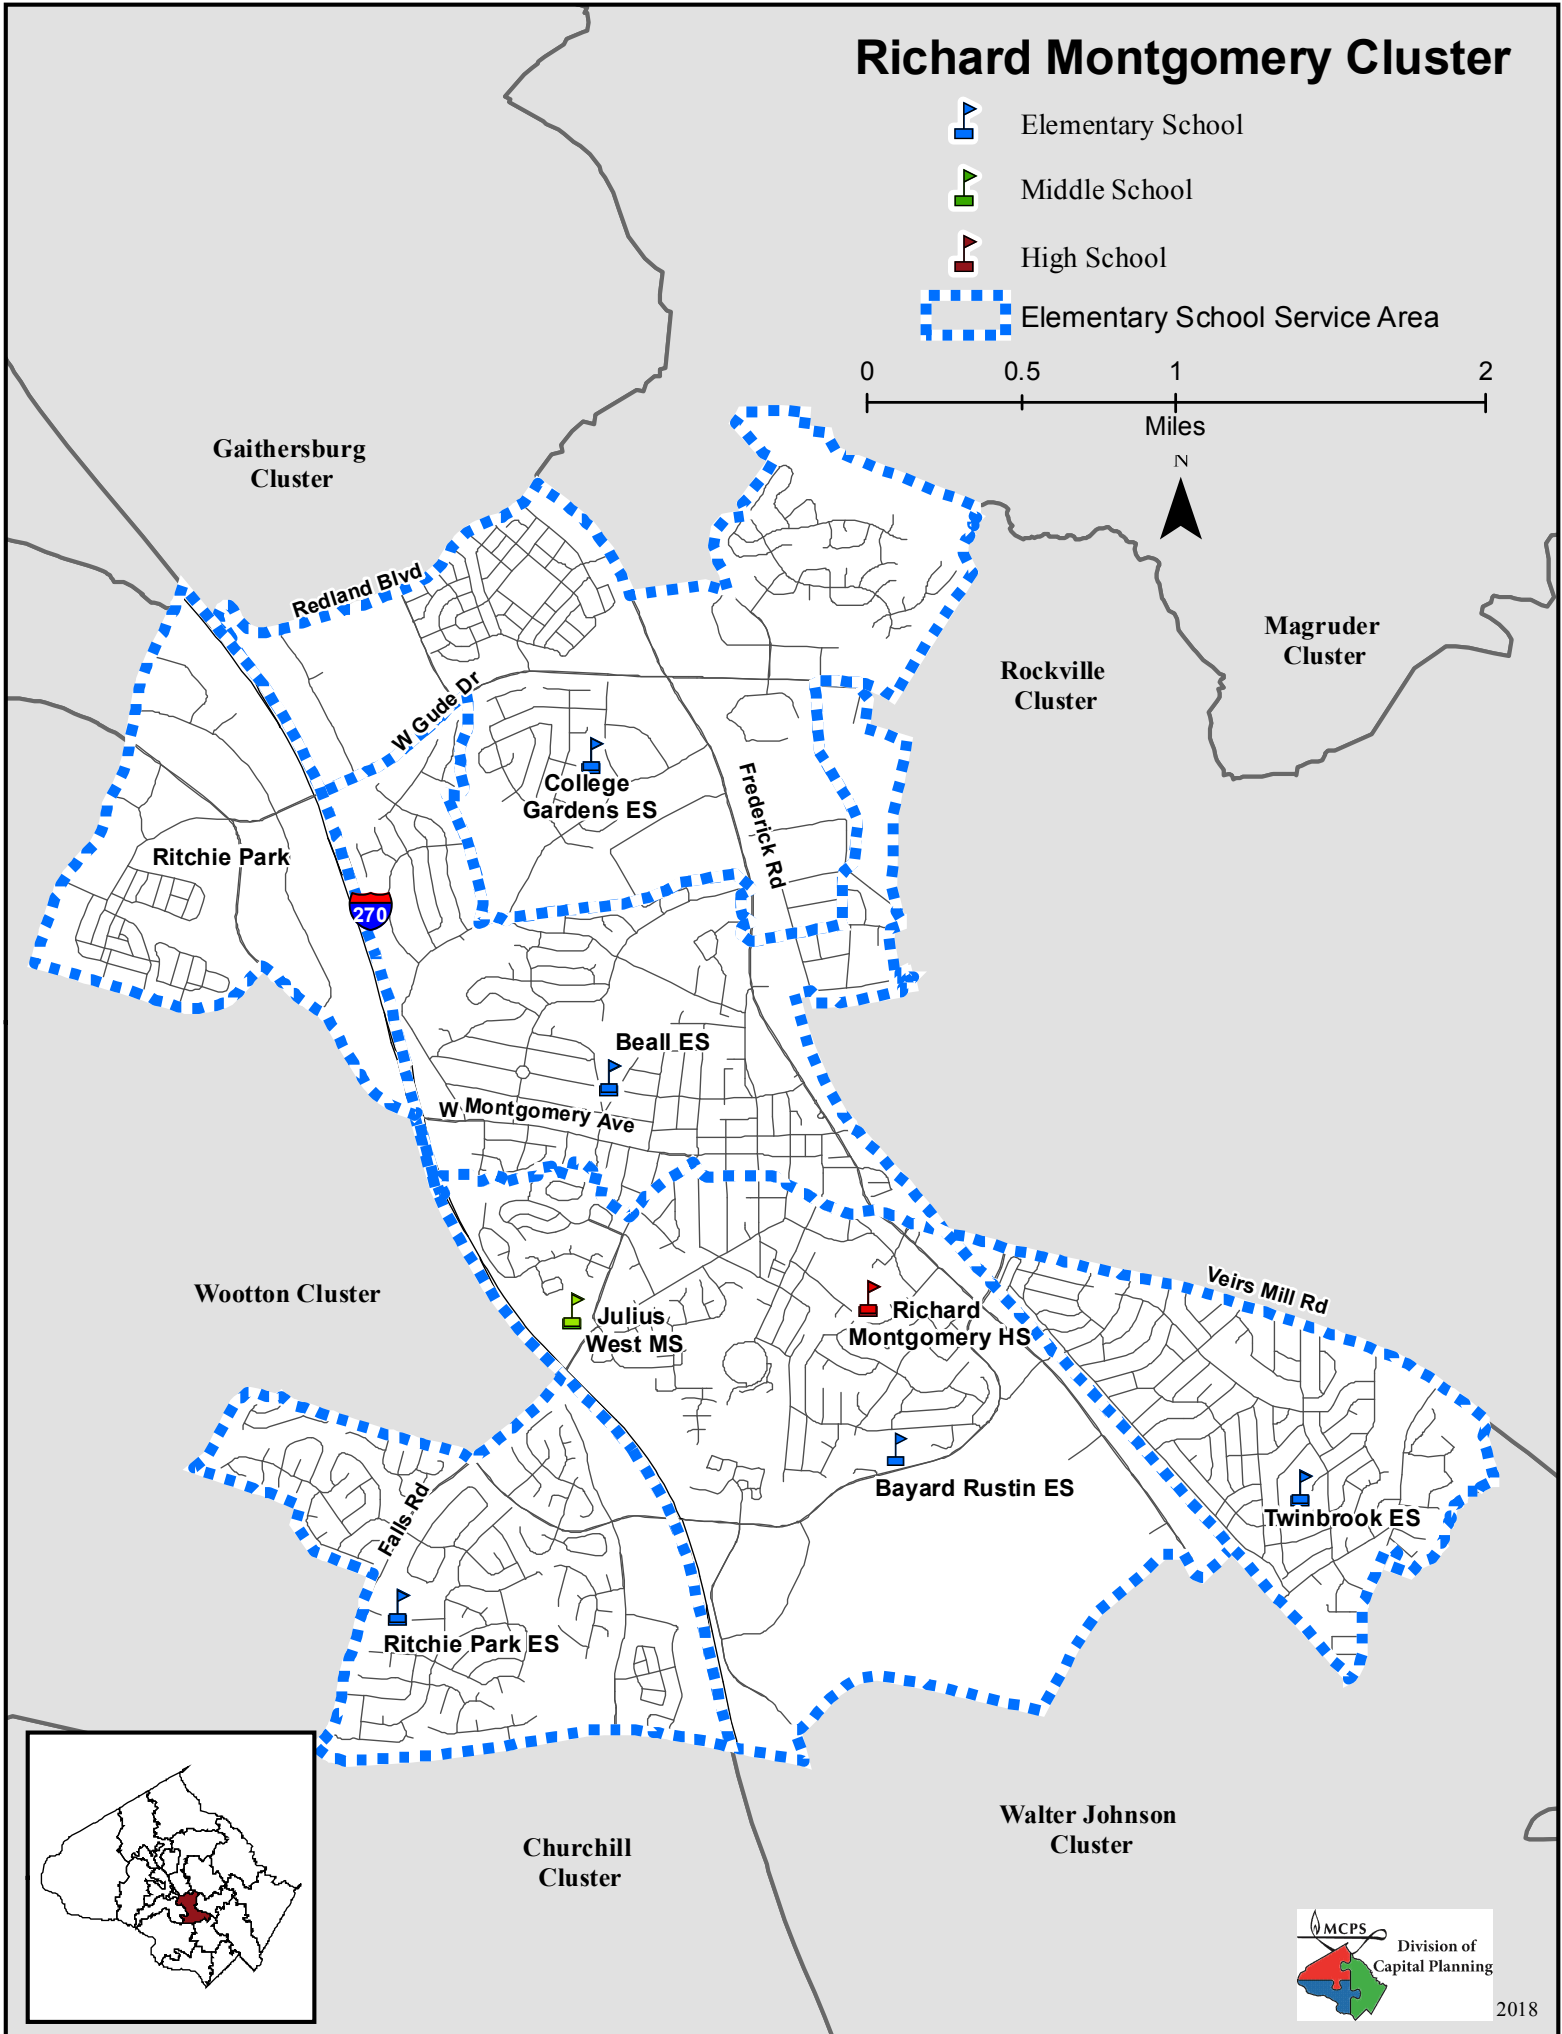 Richard Montgomery Cluster
Elementary School
Middle School
High School
Elementary School Service Area
0 0.5 1 2
Miles
N
Gaithersburg
Cluster
Redland Blvd
Magruder
Cluster
Rockville
Cluster
W Gude Dr
College
Gardens ES
Frederick Rd
Ritchie Park
270
Beall ES
W Montgomery Ave
Wootton Cluster
Veirs Mill Rd
Julius
West MS
Richard
Montgomery HS
Bayard Rustin ES
Twinbrook ES
Falls Rd
Ritchie Park ES
Walter Johnson
Cluster
Churchill
Cluster
MCPS
Division of
Capital Planning
2018